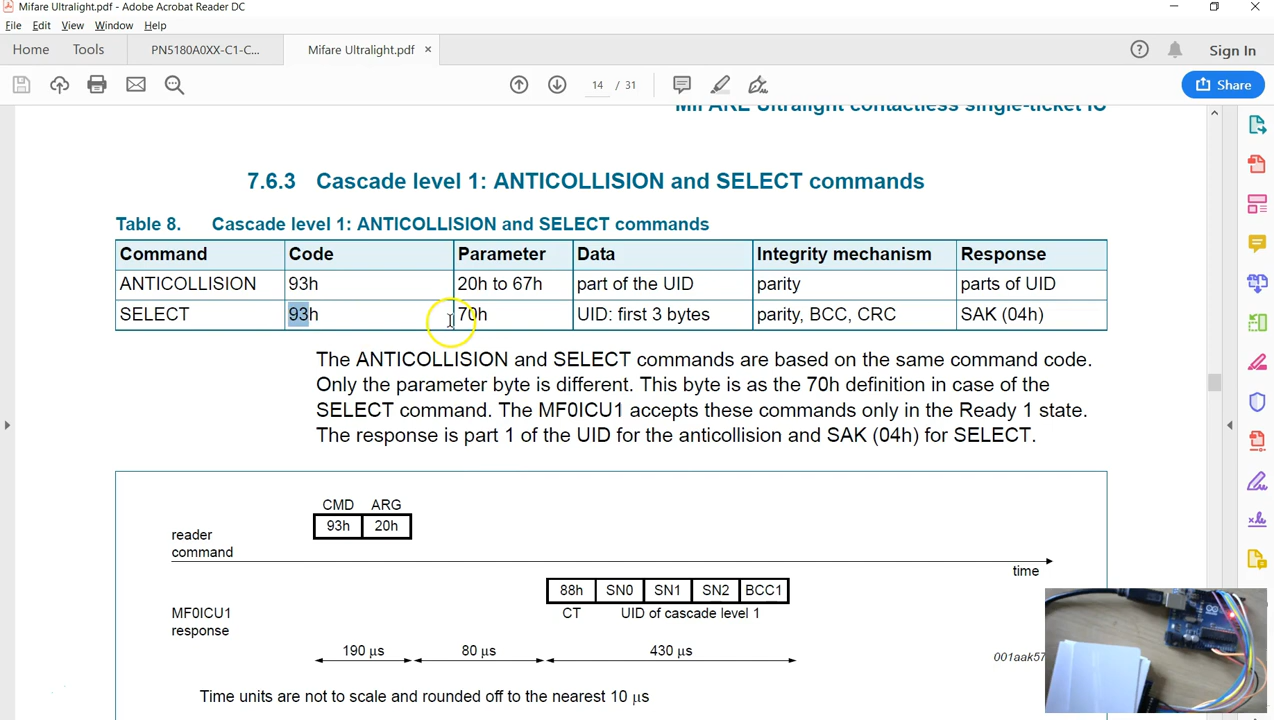 Mifare Ultralight.pdf - Adobe Acrobat Reader DC
File Edit View Window Help
Home Tools PN5180A0XX-C1-C... Mifare Ultralight.pdf × Sign In
14 / 31 Share
MIFARE Ultralight contactless single-ticket IC
7.6.3 Cascade level 1: ANTICOLLISION and SELECT commands
Table 8. Cascade level 1: ANTICOLLISION and SELECT commands
Command Code Parameter Data Integrity mechanism Response
ANTICOLLISION 93h 20h to 67h part of the UID parity parts of UID
SELECT 93h 70h UID: first 3 bytes parity, BCC, CRC SAK (04h)
The ANTICOLLISION and SELECT commands are based on the same command code.
Only the parameter byte is different. This byte is as the 70h definition in case of the
SELECT command. The MF0ICU1 accepts these commands only in the Ready 1 state.
The response is part 1 of the UID for the anticollision and SAK (04h) for SELECT.
CMD ARG
93h 20h
reader
command
time
88h SN0 SN1 SN2 BCC1
MF0ICU1
response
CT UID of cascade level 1
190 µs 80 µs 430 µs
001aak57
Time units are not to scale and rounded off to the nearest 10 µs